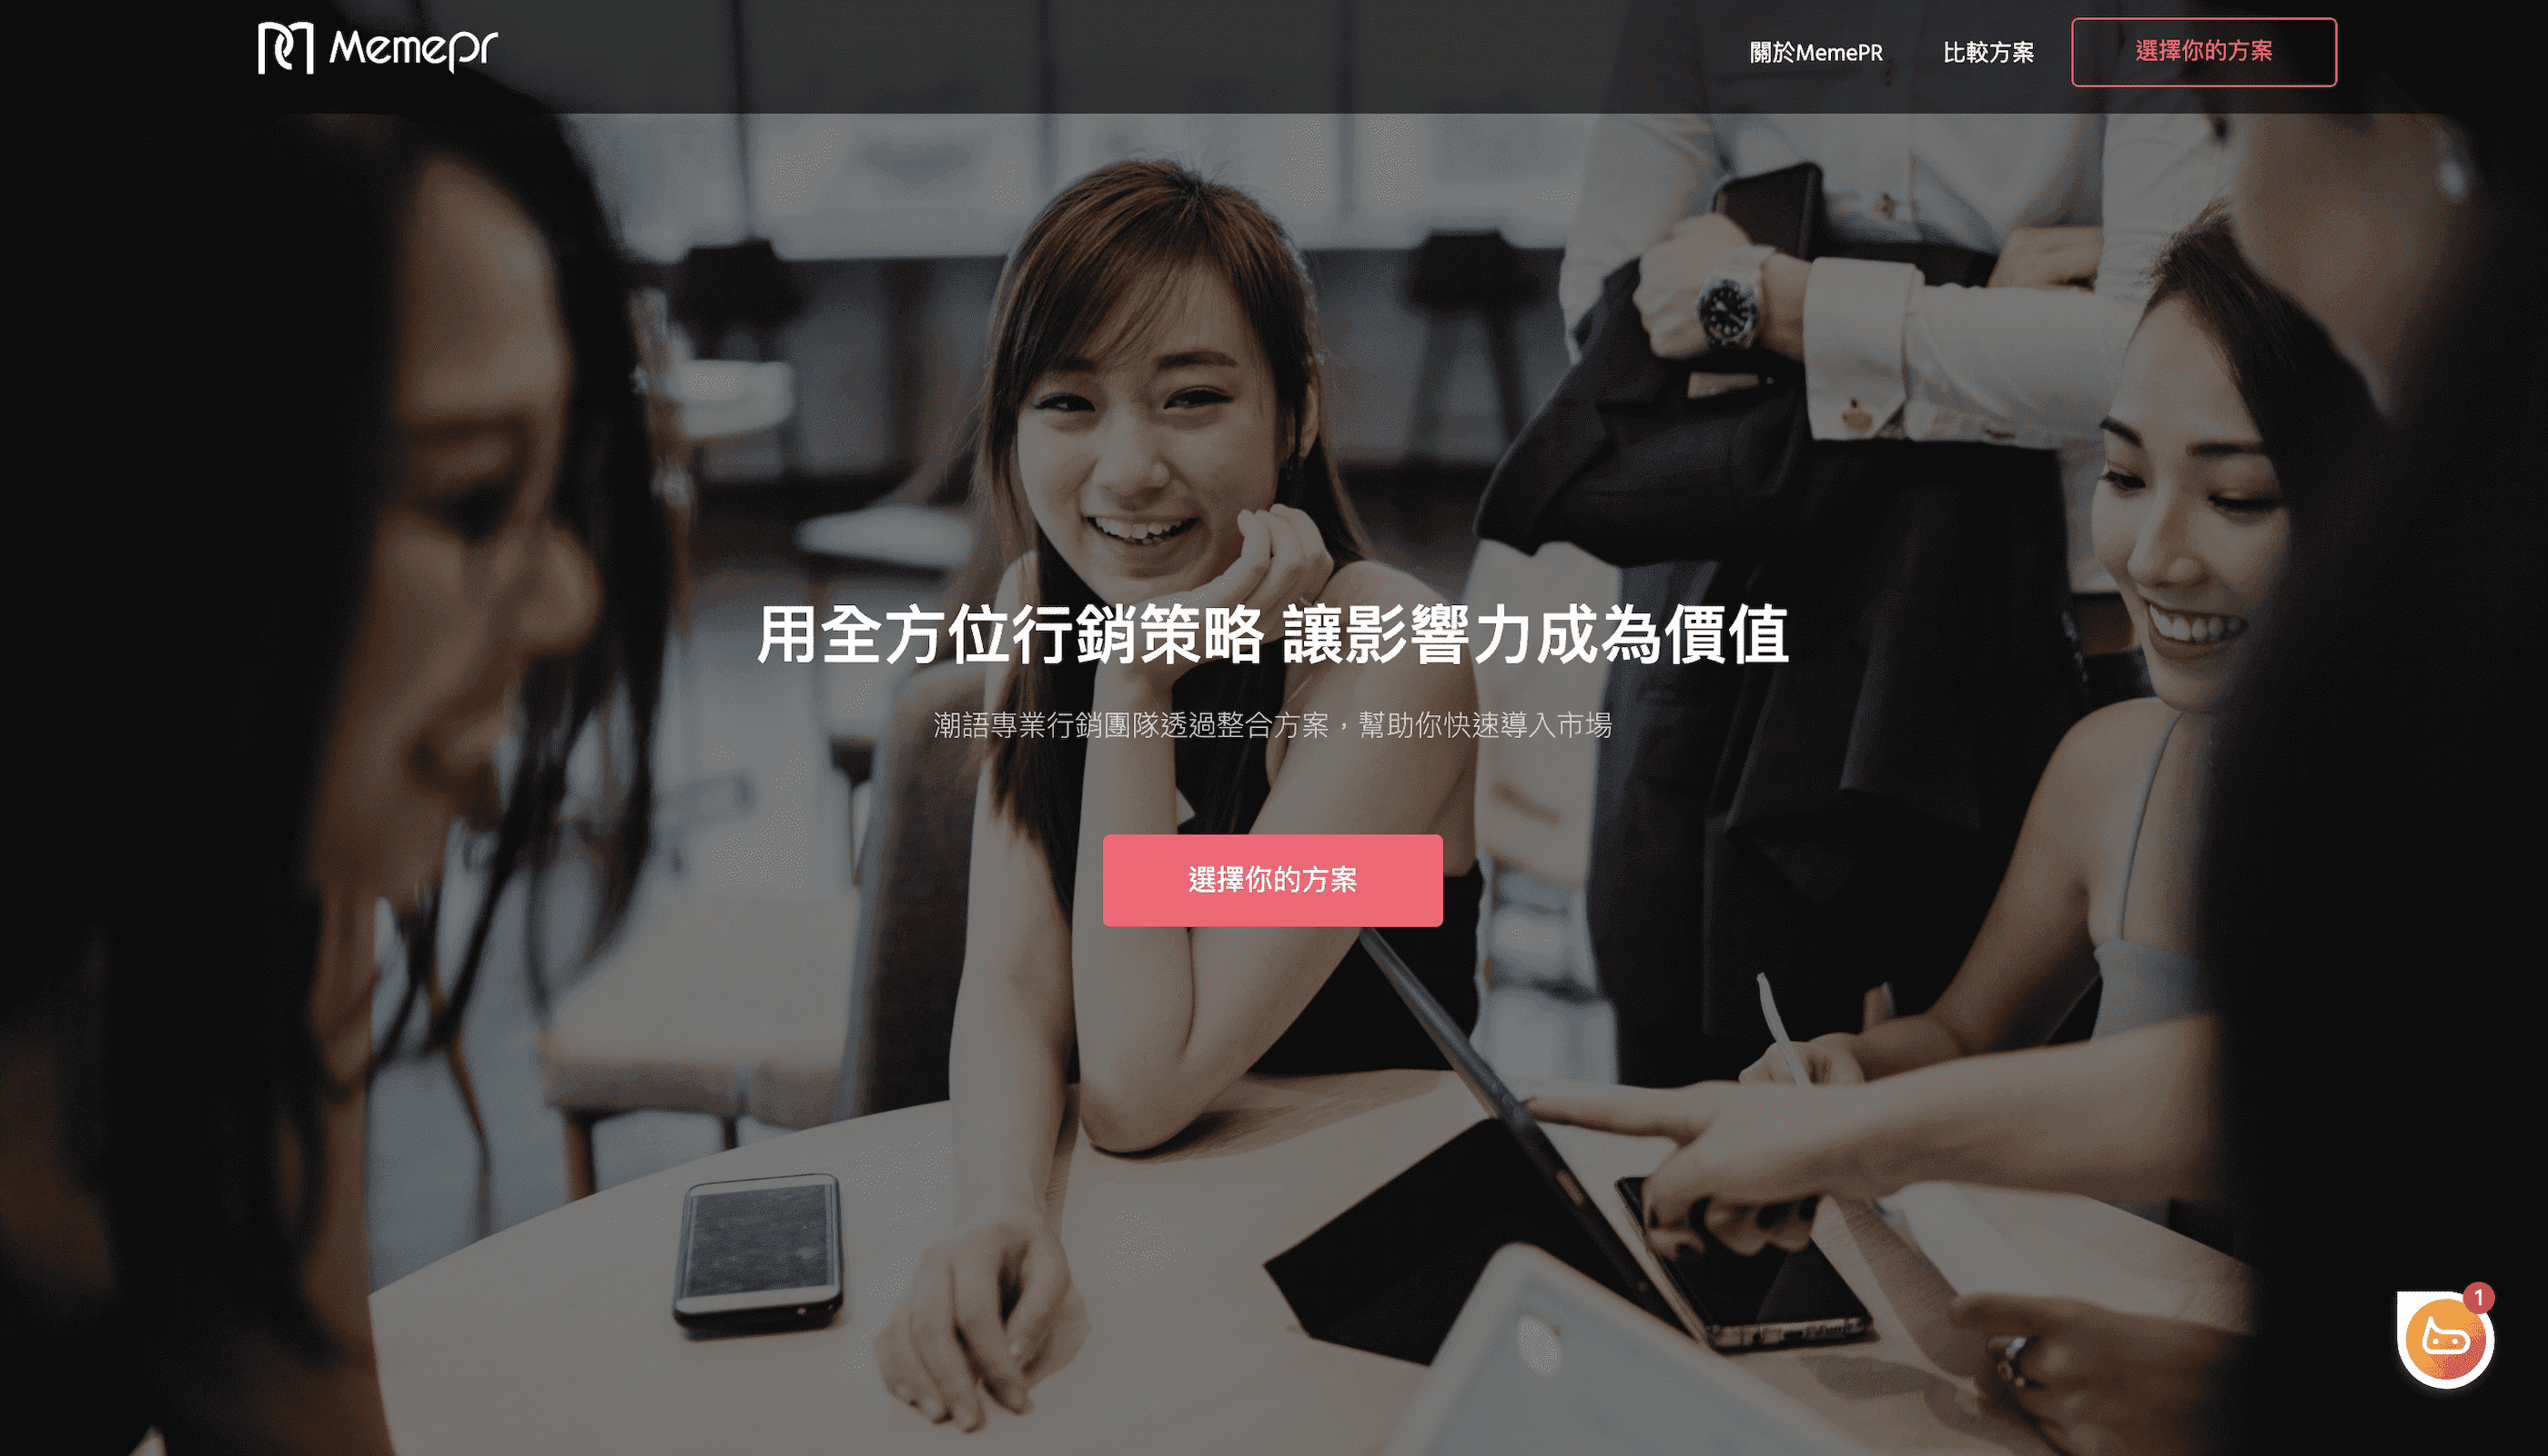 Memepr
關於MemePR
比較方案
選擇你的方案
用全方位行銷策略 讓影響力成為價值
潮語專業行銷團隊透過整合方案，幫助你快速導入市場
選擇你的方案
1